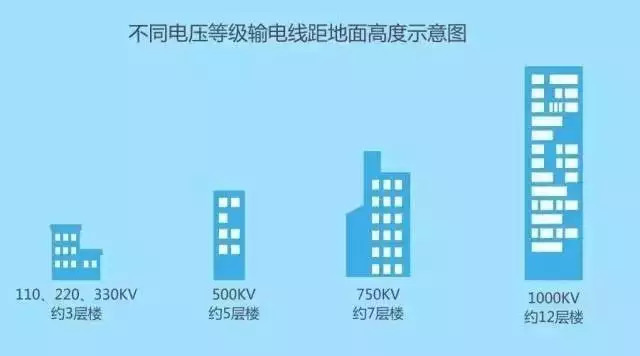 不同电压等级输电线距地面高度示意图
110、220、330KV
约3层楼
500KV
约5层楼
750KV
约7层楼
1000KV
约12层楼